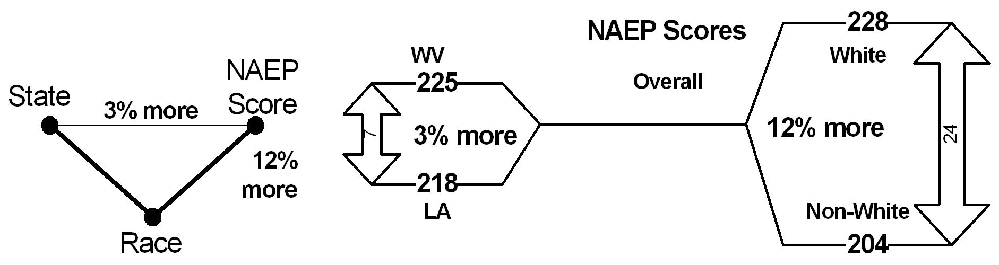 State
3% more
NAEP
Score
12%
more
Race
NAEP Scores
WV
225
7
3% more
218
LA
Overall
228
White
12% more
24
Non-White
204